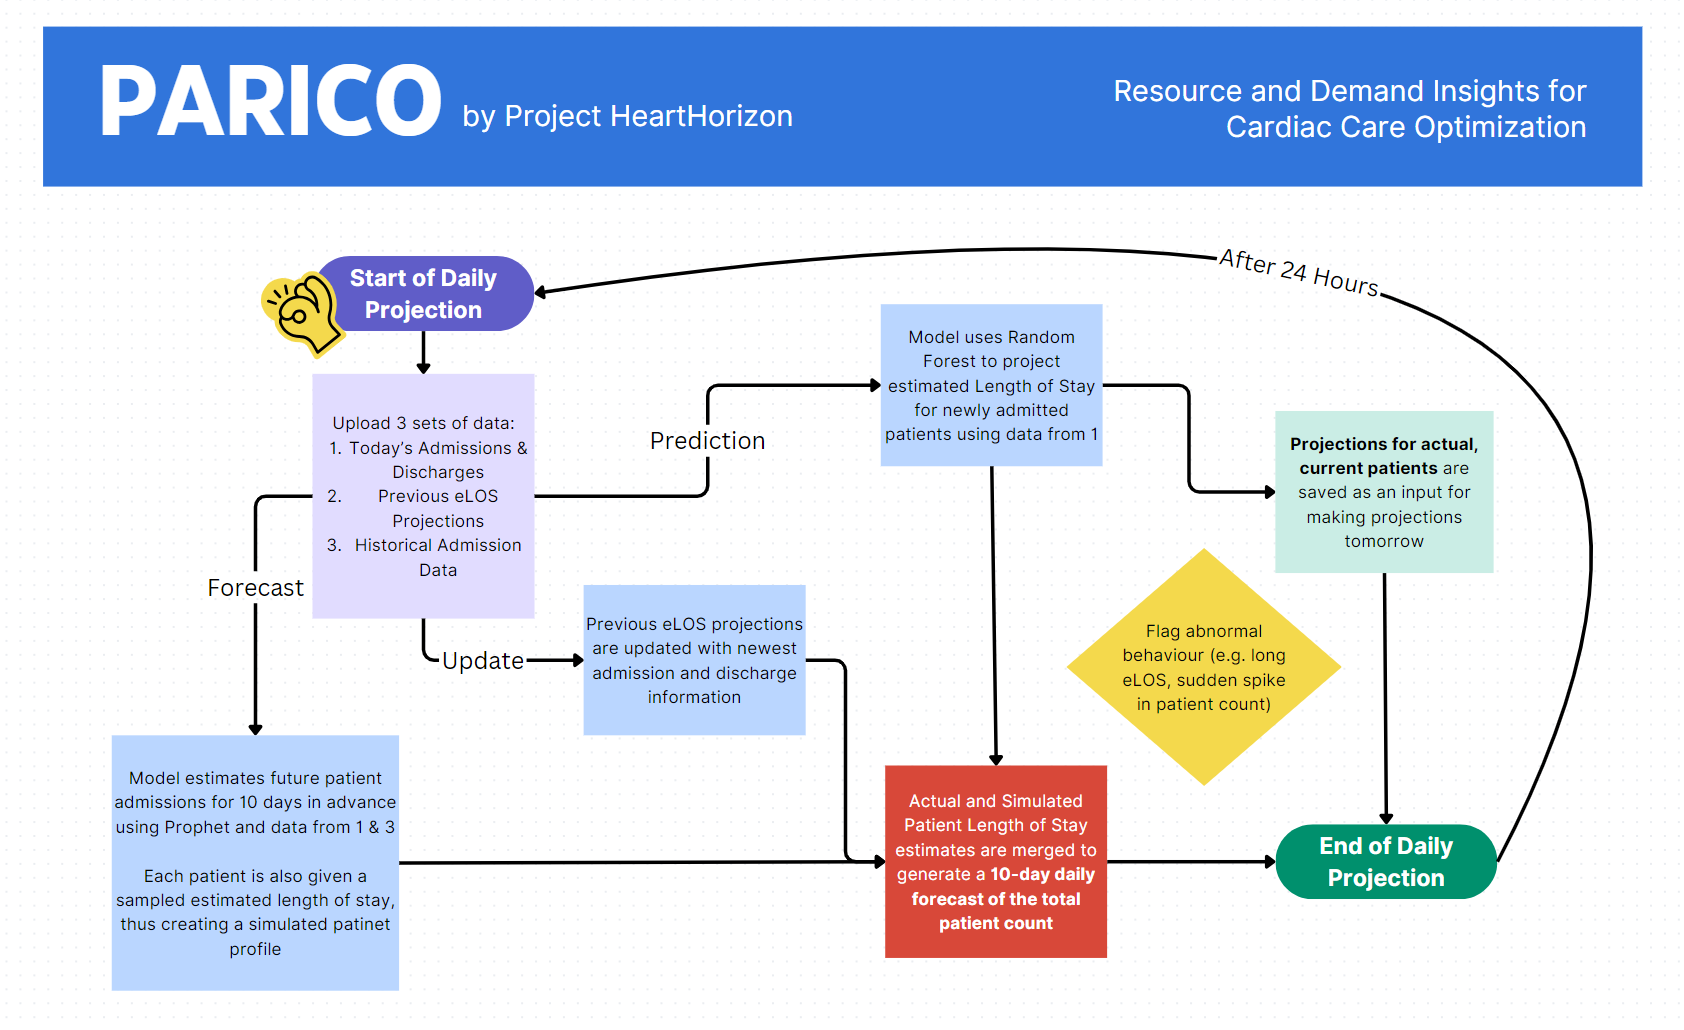 PARICO by Project HeartHorizon
Resource and Demand Insights for
Cardiac Care Optimization
After 24 Hours
Start of Daily
Projection
Upload 3 sets of data:
1. Today's Admissions &
Discharges
2. Previous eLOS
Projections
3. Historical Admission
Data
Prediction
Model uses Random
Forest to project
estimated Length of Stay
for newly admitted
patients using data from 1
Projections for actual,
current patients are
saved as an input for
making projections
tomorrow
Forecast
Update
Previous eLOS projections
are updated with newest
admission and discharge
information
Flag abnormal
behaviour (e.g. long
eLOS, sudden spike
in patient count)
Model estimates future patient
admissions for 10 days in advance
using Prophet and data from 1 & 3
Each patient is also given a
sampled estimated length of stay,
thus creating a simulated patinet
profile
Actual and Simulated
Patient Length of Stay
estimates are merged to
generate a 10-day daily
forecast of the total
patient count
End of Daily
Projection